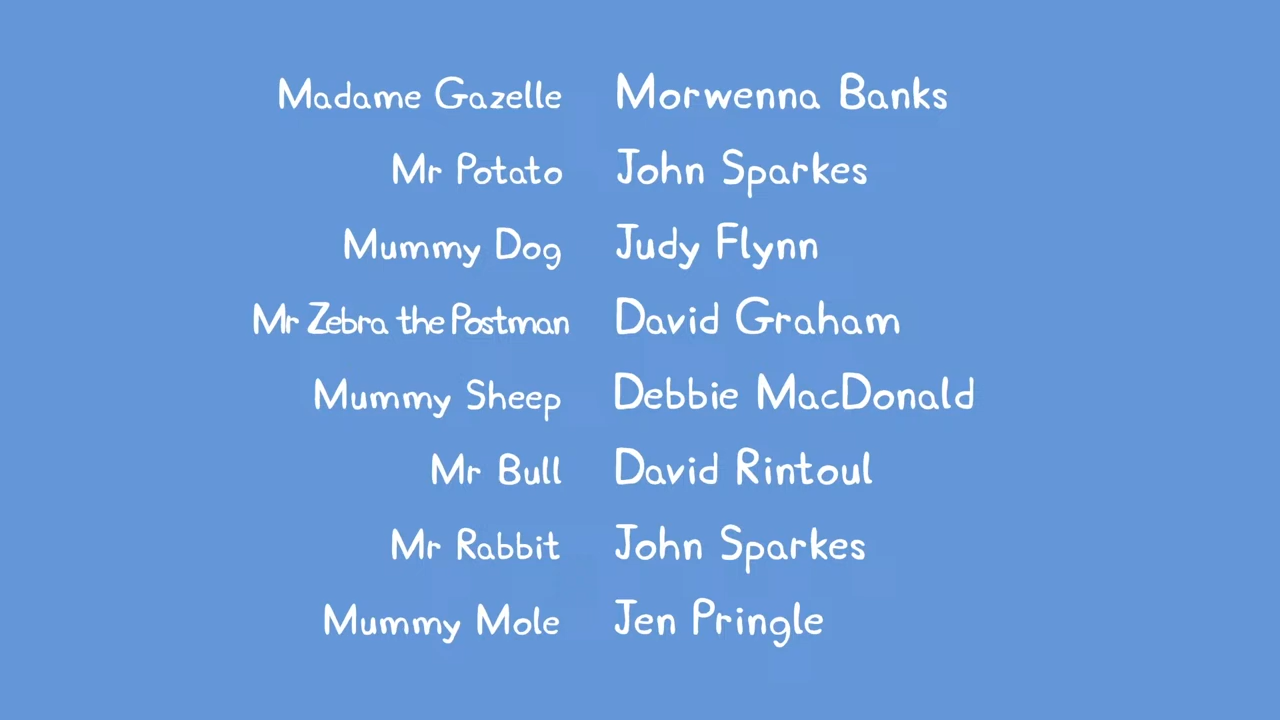 Madame Gazelle Morwenna Banks
Mr Potato John Sparkes
Mummy Dog Judy Flynn
Mr Zebra the Postman David Graham
Mummy Sheep Debbie MacDonald
Mr Bull David Rintoul
Mr Rabbit John Sparkes
Mummy Mole Jen Pringle